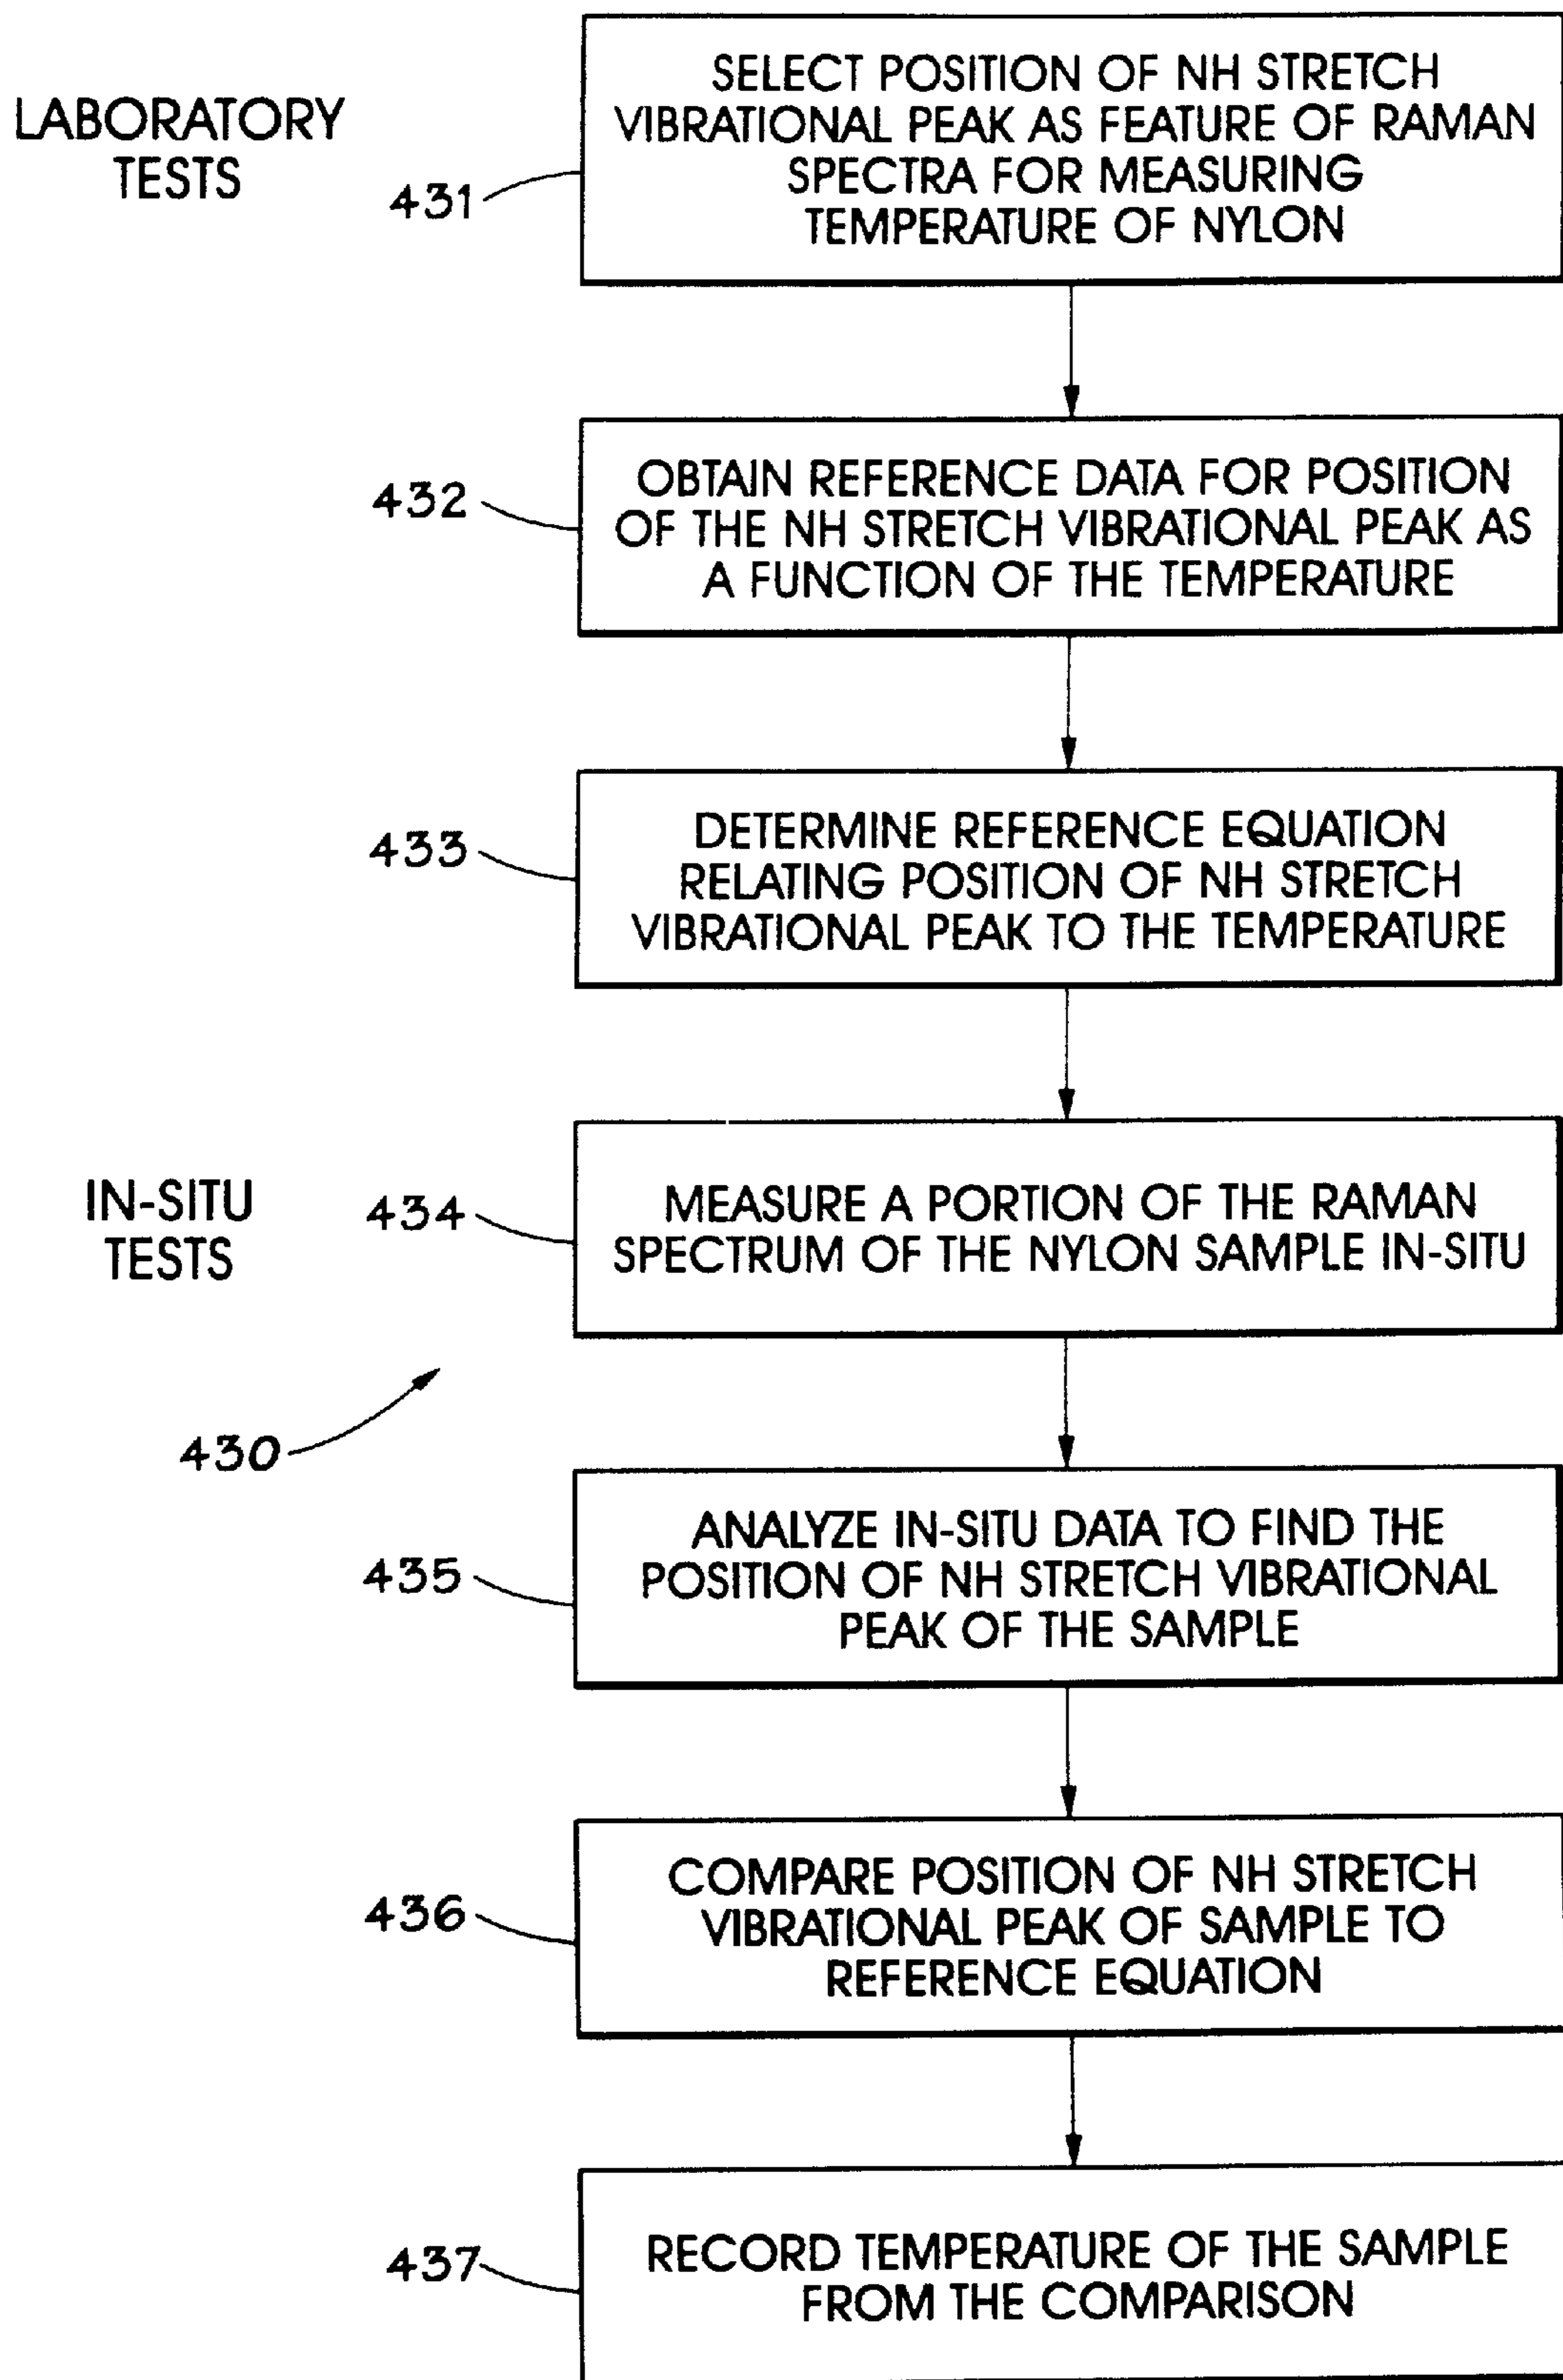 LABORATORY
TESTS
431
SELECT POSITION OF NH STRETCH
VIBRATIONAL PEAK AS FEATURE OF RAMAN
SPECTRA FOR MEASURING
TEMPERATURE OF NYLON
432
OBTAIN REFERENCE DATA FOR POSITION
OF THE NH STRETCH VIBRATIONAL PEAK AS
A FUNCTION OF THE TEMPERATURE
433
DETERMINE REFERENCE EQUATION
RELATING POSITION OF NH STRETCH
VIBRATIONAL PEAK TO THE TEMPERATURE
IN-SITU
TESTS
434
MEASURE A PORTION OF THE RAMAN
SPECTRUM OF THE NYLON SAMPLE IN-SITU
430
435
ANALYZE IN-SITU DATA TO FIND THE
POSITION OF NH STRETCH VIBRATIONAL
PEAK OF THE SAMPLE
436
COMPARE POSITION OF NH STRETCH
VIBRATIONAL PEAK OF SAMPLE TO
REFERENCE EQUATION
437
RECORD TEMPERATURE OF THE SAMPLE
FROM THE COMPARISON